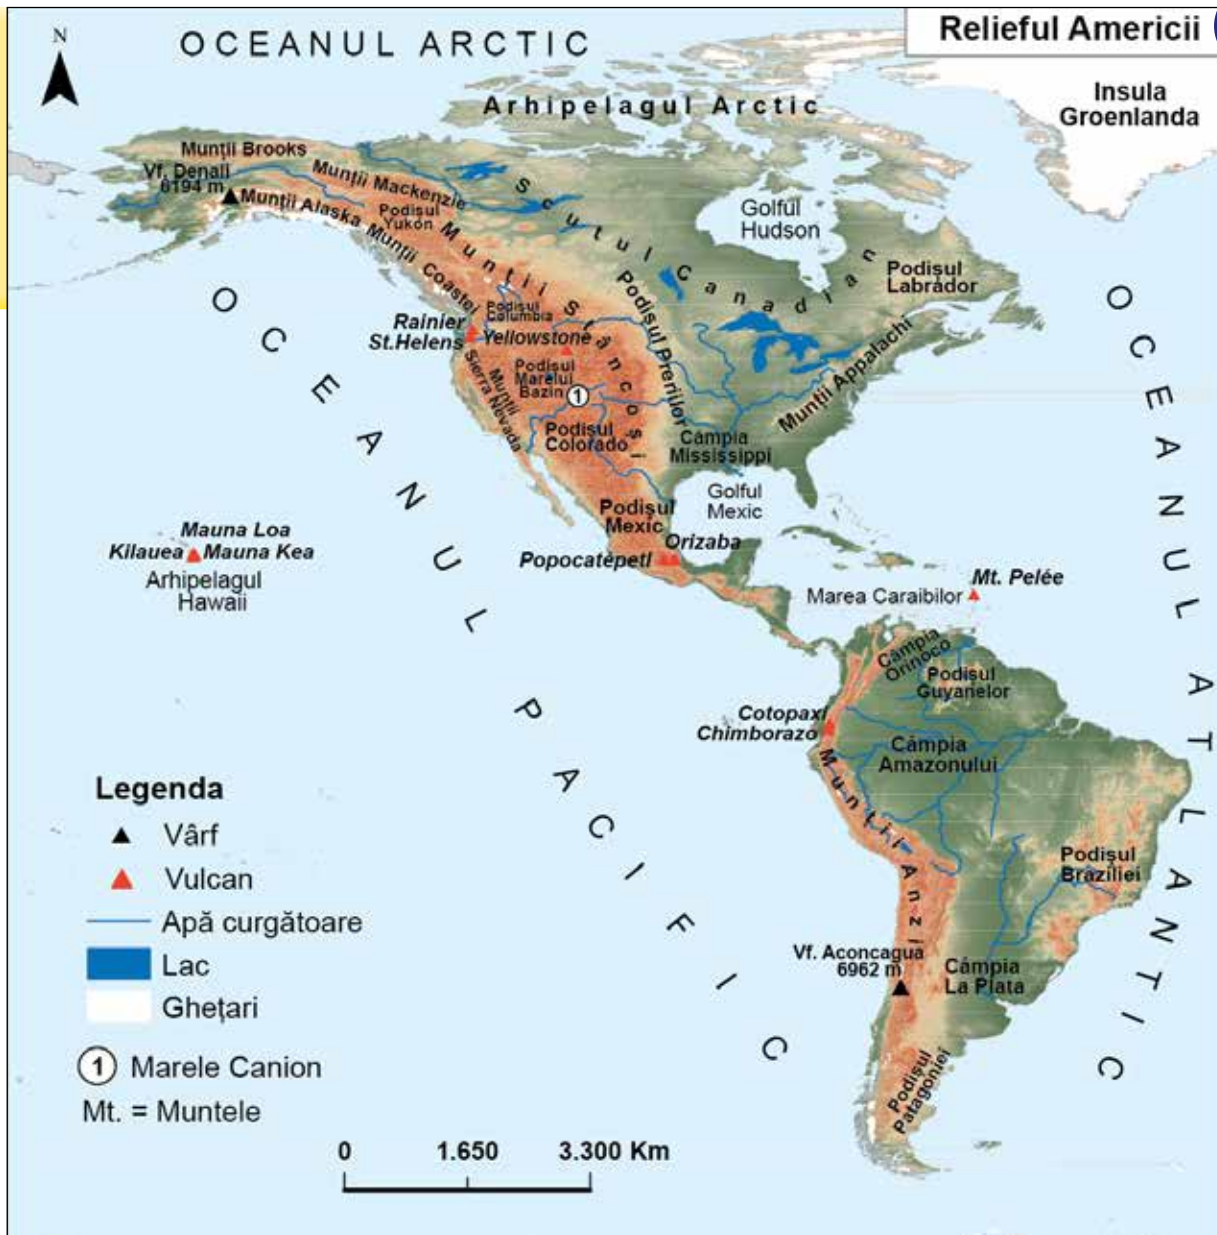 Relieful Americii
N
OCEANUL ARCTIC
Arhipelagul Arctic
Insula
Groenlanda
Munții Brooks
Vf. Denali
6194 m
Munții Mackenzie
Munții Alaska
Podișul
Yukon
Scutul Canadian
Golful
Hudson
Podișul
Labrador
Munții Coastei
Munții Stâncoși
Podișul
Columbia
Podișul Preriilor
Rainier
St.Helens
Yellowstone
Podișul
Marelui
Bazin
1
Munții
Sierra Nevada
Podișul
Colorado
Munții Appalachi
Câmpia
Mississippi
Golful
Mexic
Podișul
Mexic
Orizaba
Popocatépetl
Mauna Loa
Kilauea
Mauna Kea
Arhipelagul
Hawaii
Mt. Pelée
Marea Caraibilor
OCEANUL PACIFIC
OCEANUL ATLANTIC
Câmpia
Orinoco
Podișul
Guyanelor
Cotopaxi
Chimborazo
Câmpia
Amazonului
Munții Anzi
Podișul
Braziliei
Vf. Aconcagua
6962 m
Câmpia
La Plata
Podișul
Patagoniei
Legenda
Vârf
Vulcan
Apă curgătoare
Lac
Ghețari
1 Marele Canion
Mt. = Muntele
0 1.650 3.300 Km